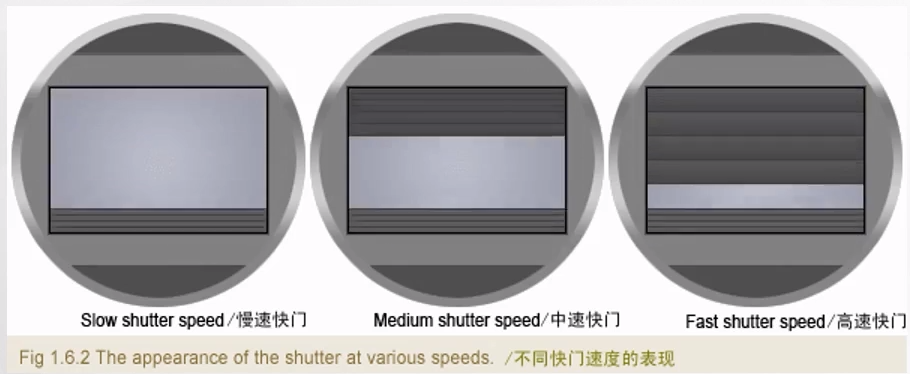 Slow shutter speed/慢速快门
Medium shutter speed/中速快门
Fast shutter speed/高速快门
Fig 1.6.2 The appearance of the shutter at various speeds. /不同快门速度的表现